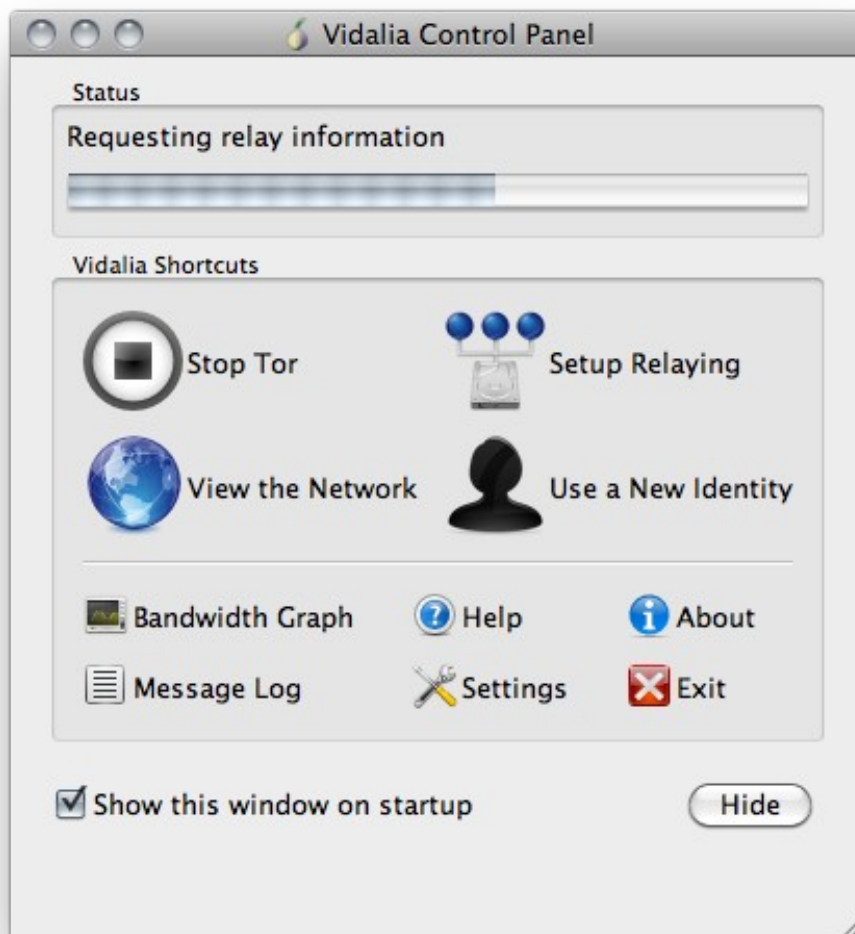 Vidalia Control Panel
Status
Requesting relay information
Vidalia Shortcuts
Stop Tor
Setup Relaying
View the Network
Use a New Identity
Bandwidth Graph
Help
About
Message Log
Settings
Exit
Show this window on startup
Hide